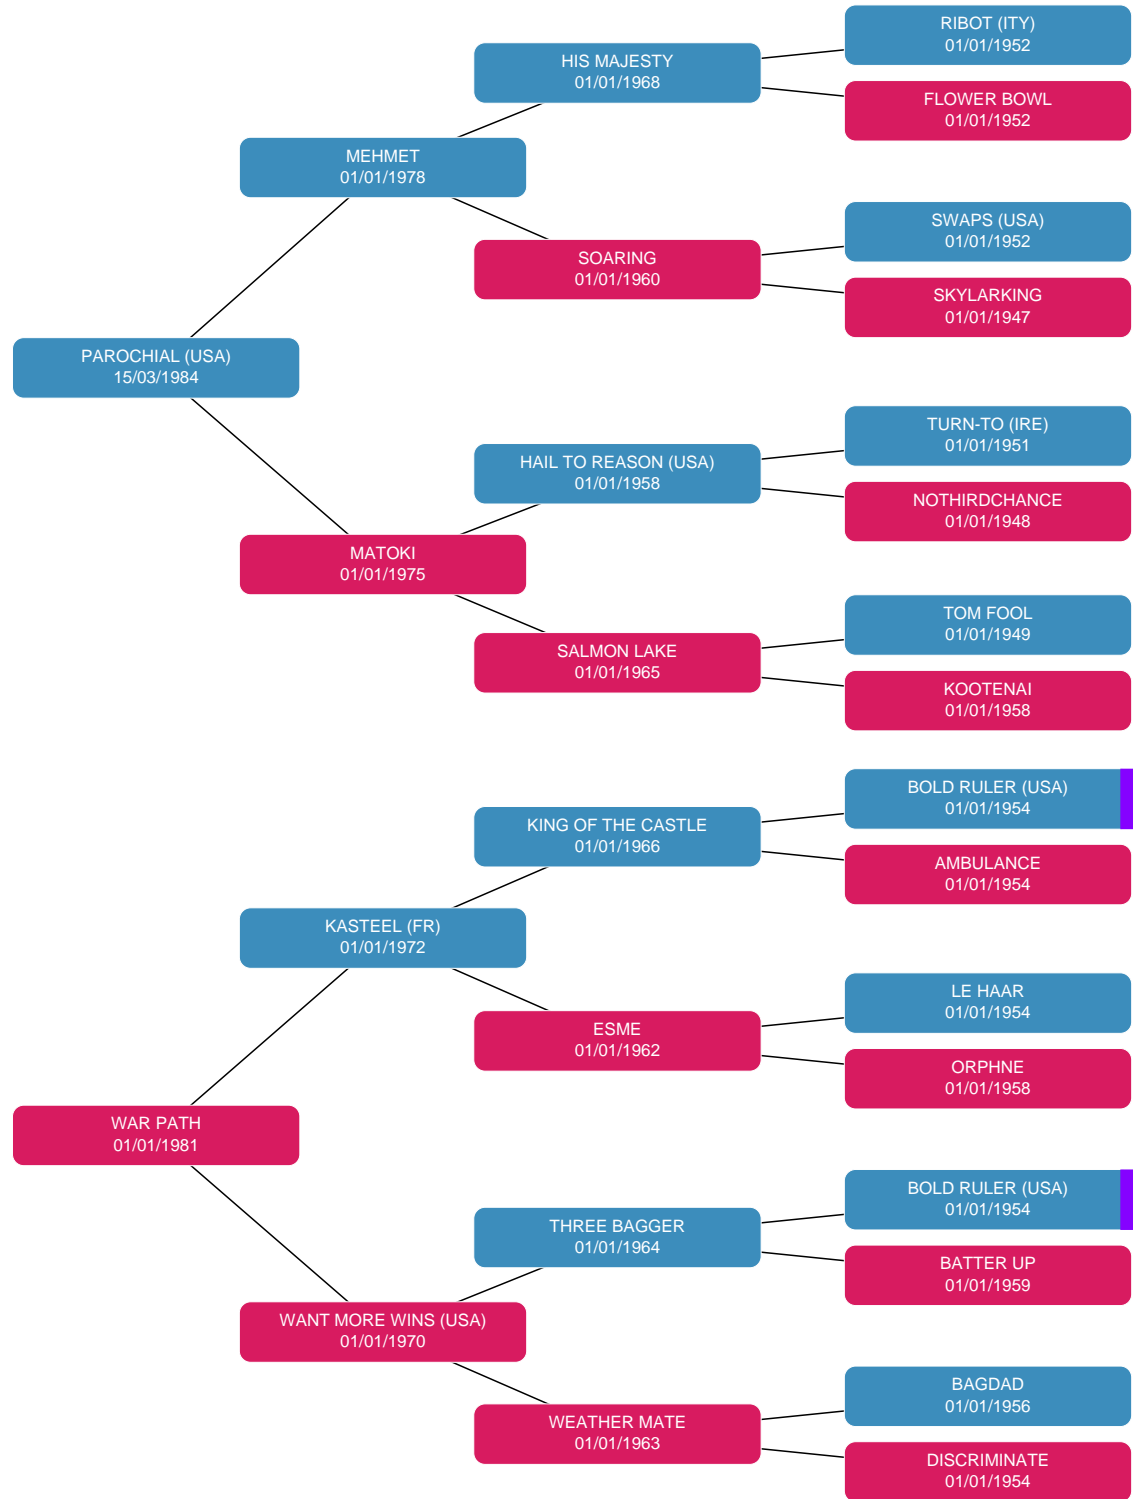 RIBOT (ITY)
01/01/1952
HIS MAJESTY
01/01/1968
FLOWER BOWL
01/01/1952
MEHMET
01/01/1978
SWAPS (USA)
01/01/1952
SOARING
01/01/1960
SKYLARKING
01/01/1947
PAROCHIAL (USA)
15/03/1984
TURN-TO (IRE)
01/01/1951
HAIL TO REASON (USA)
01/01/1958
NOTHIRDCHANCE
01/01/1948
MATOKI
01/01/1975
TOM FOOL
01/01/1949
SALMON LAKE
01/01/1965
KOOTENAI
01/01/1958
BOLD RULER (USA)
01/01/1954
KING OF THE CASTLE
01/01/1966
AMBULANCE
01/01/1954
KASTEEL (FR)
01/01/1972
LE HAAR
01/01/1954
ESME
01/01/1962
ORPHNE
01/01/1958
WAR PATH
01/01/1981
BOLD RULER (USA)
01/01/1954
THREE BAGGER
01/01/1964
BATTER UP
01/01/1959
WANT MORE WINS (USA)
01/01/1970
BAGDAD
01/01/1956
WEATHER MATE
01/01/1963
DISCRIMINATE
01/01/1954